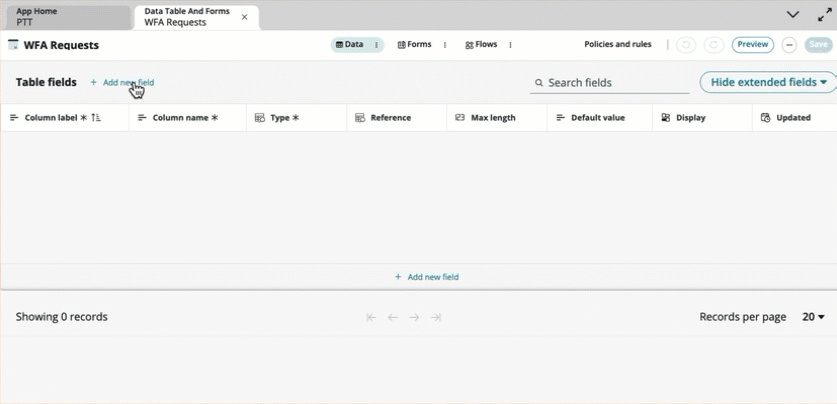 App Home
PTT
Data Table And Forms
WFA Requests
WFA Requests
Data
Forms
Flows
Policies and rules
Preview
Save
Table fields
+ Add new field
Search fields
Hide extended fields
Column label *
Column name *
Type *
Reference
Max length
Default value
Display
Updated
+ Add new field
Showing 0 records
Records per page
20